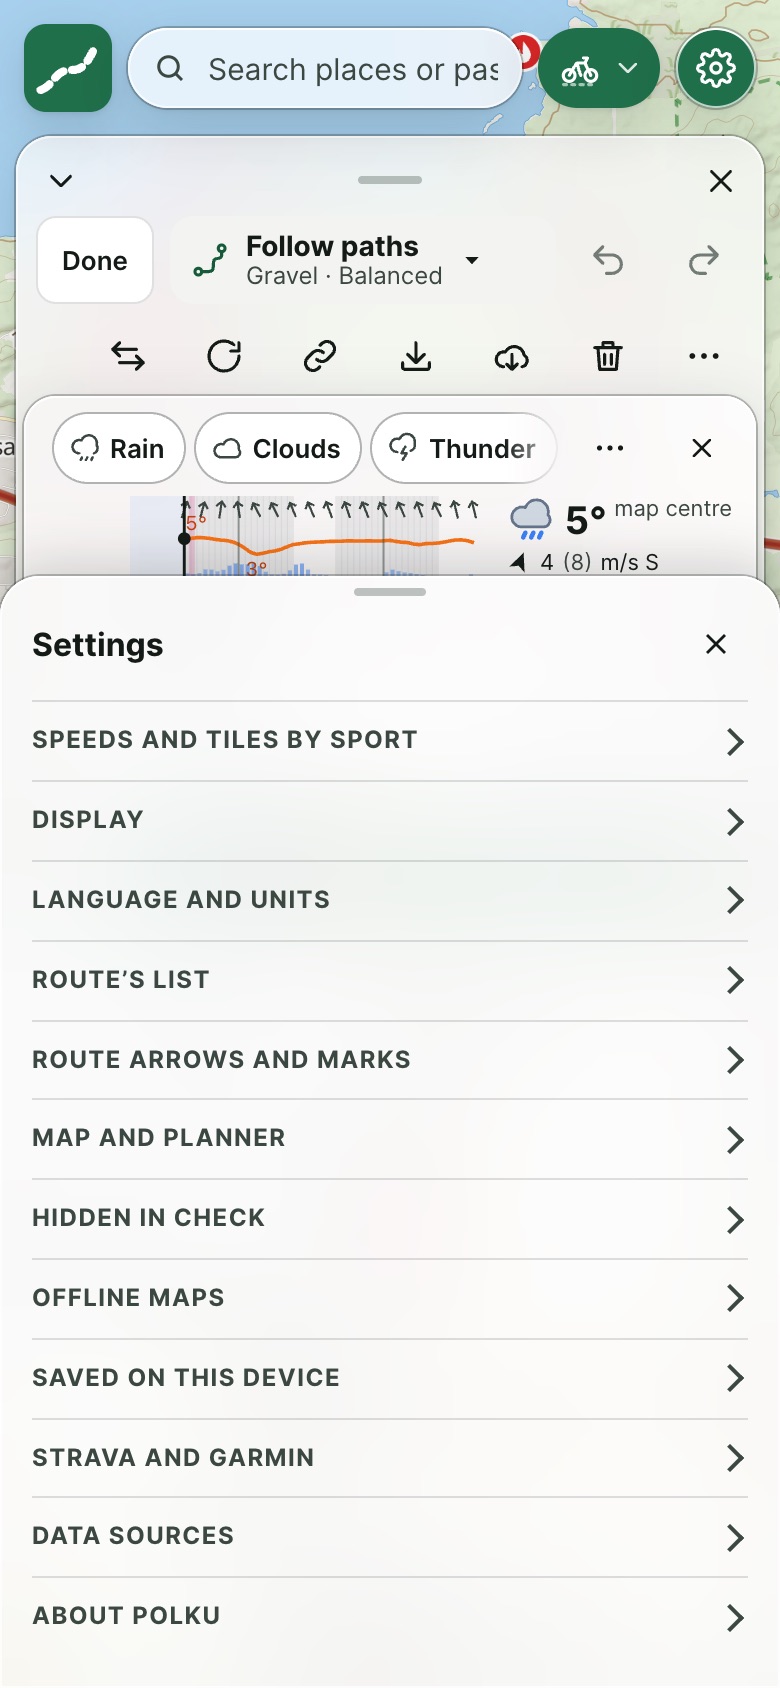 Search places or pas
Done
Follow paths
Gravel · Balanced
Rain
Clouds
Thunder
5°
3°
5° map centre
4 (8) m/s S
Settings
SPEEDS AND TILES BY SPORT
DISPLAY
LANGUAGE AND UNITS
ROUTE’S LIST
ROUTE ARROWS AND MARKS
MAP AND PLANNER
HIDDEN IN CHECK
OFFLINE MAPS
SAVED ON THIS DEVICE
STRAVA AND GARMIN
DATA SOURCES
ABOUT POLKU